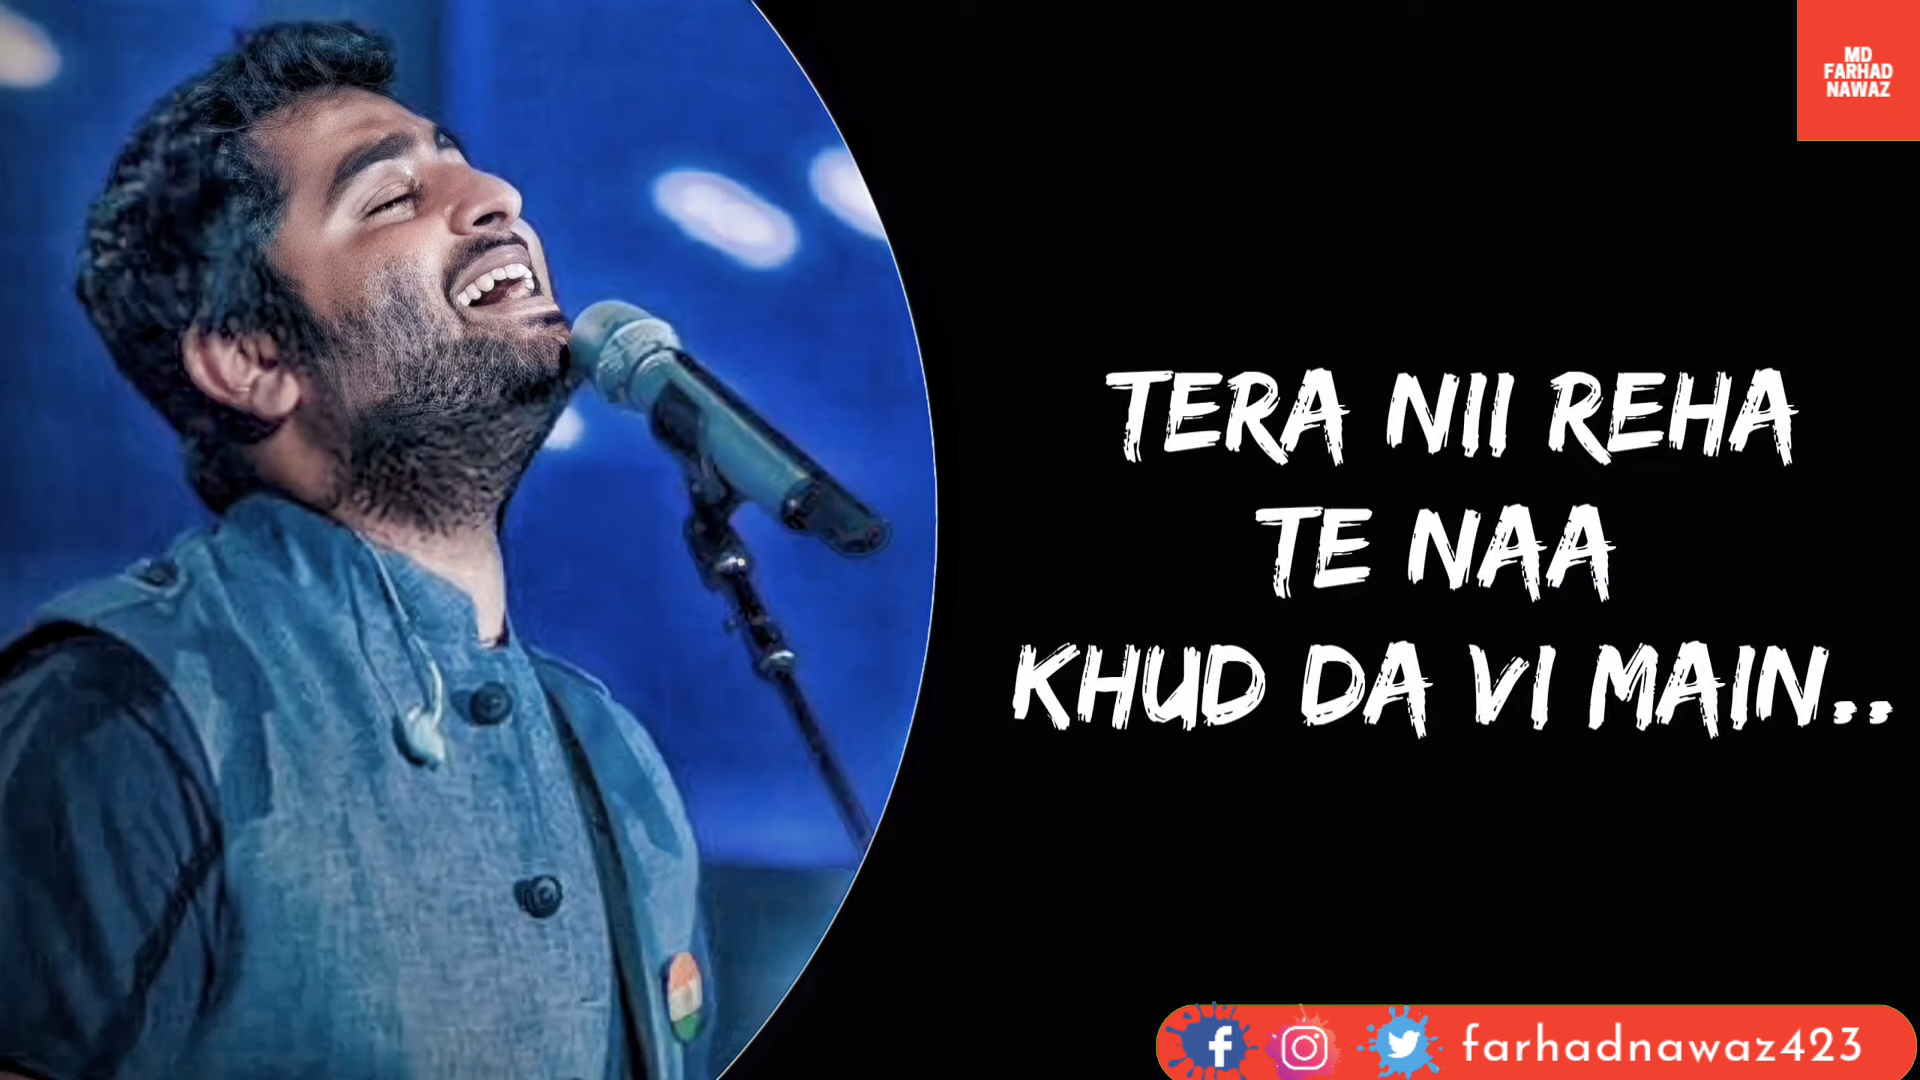 MD
FARHAD
NAWAZ
TERA NII REHA
TE NAA
KHUD DA VI MAIN..
farhadnawaz423